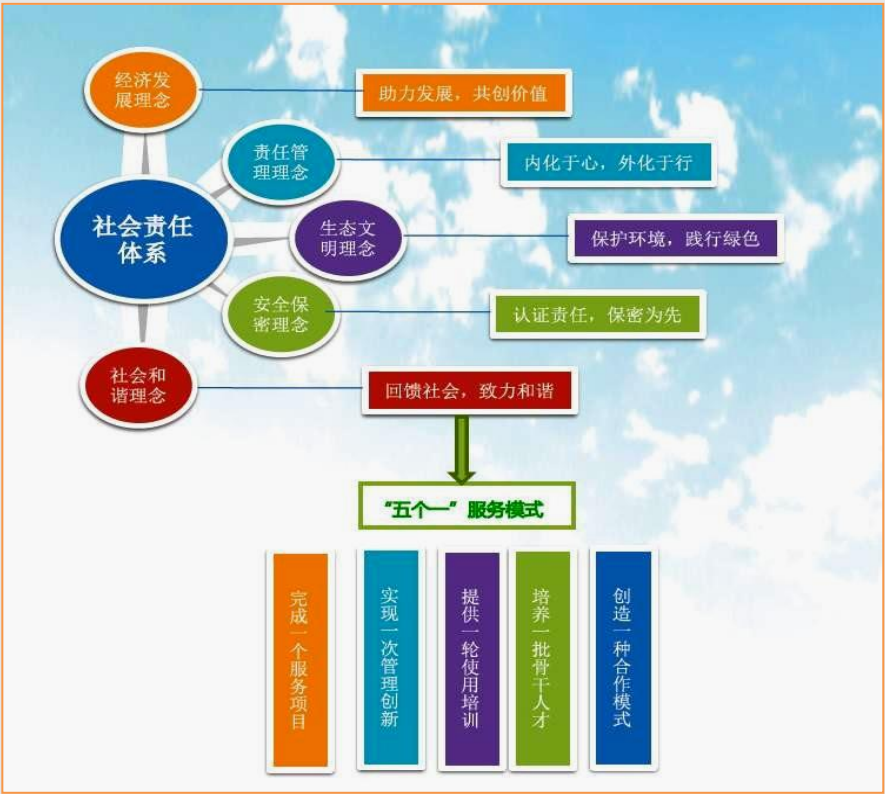 经济发
展理念
助力发展，共创价值
责任管
理理念
内化于心，外化于行
社会责任
体系
生态文
明理念
保护环境，践行绿色
安全保
密理念
认证责任，保密为先
社会和
谐理念
回馈社会，致力和谐
“五个一”服务模式
完成一个服务项目
实现一次管理创新
提供一轮使用培训
培养一批骨干人才
创造一种合作模式